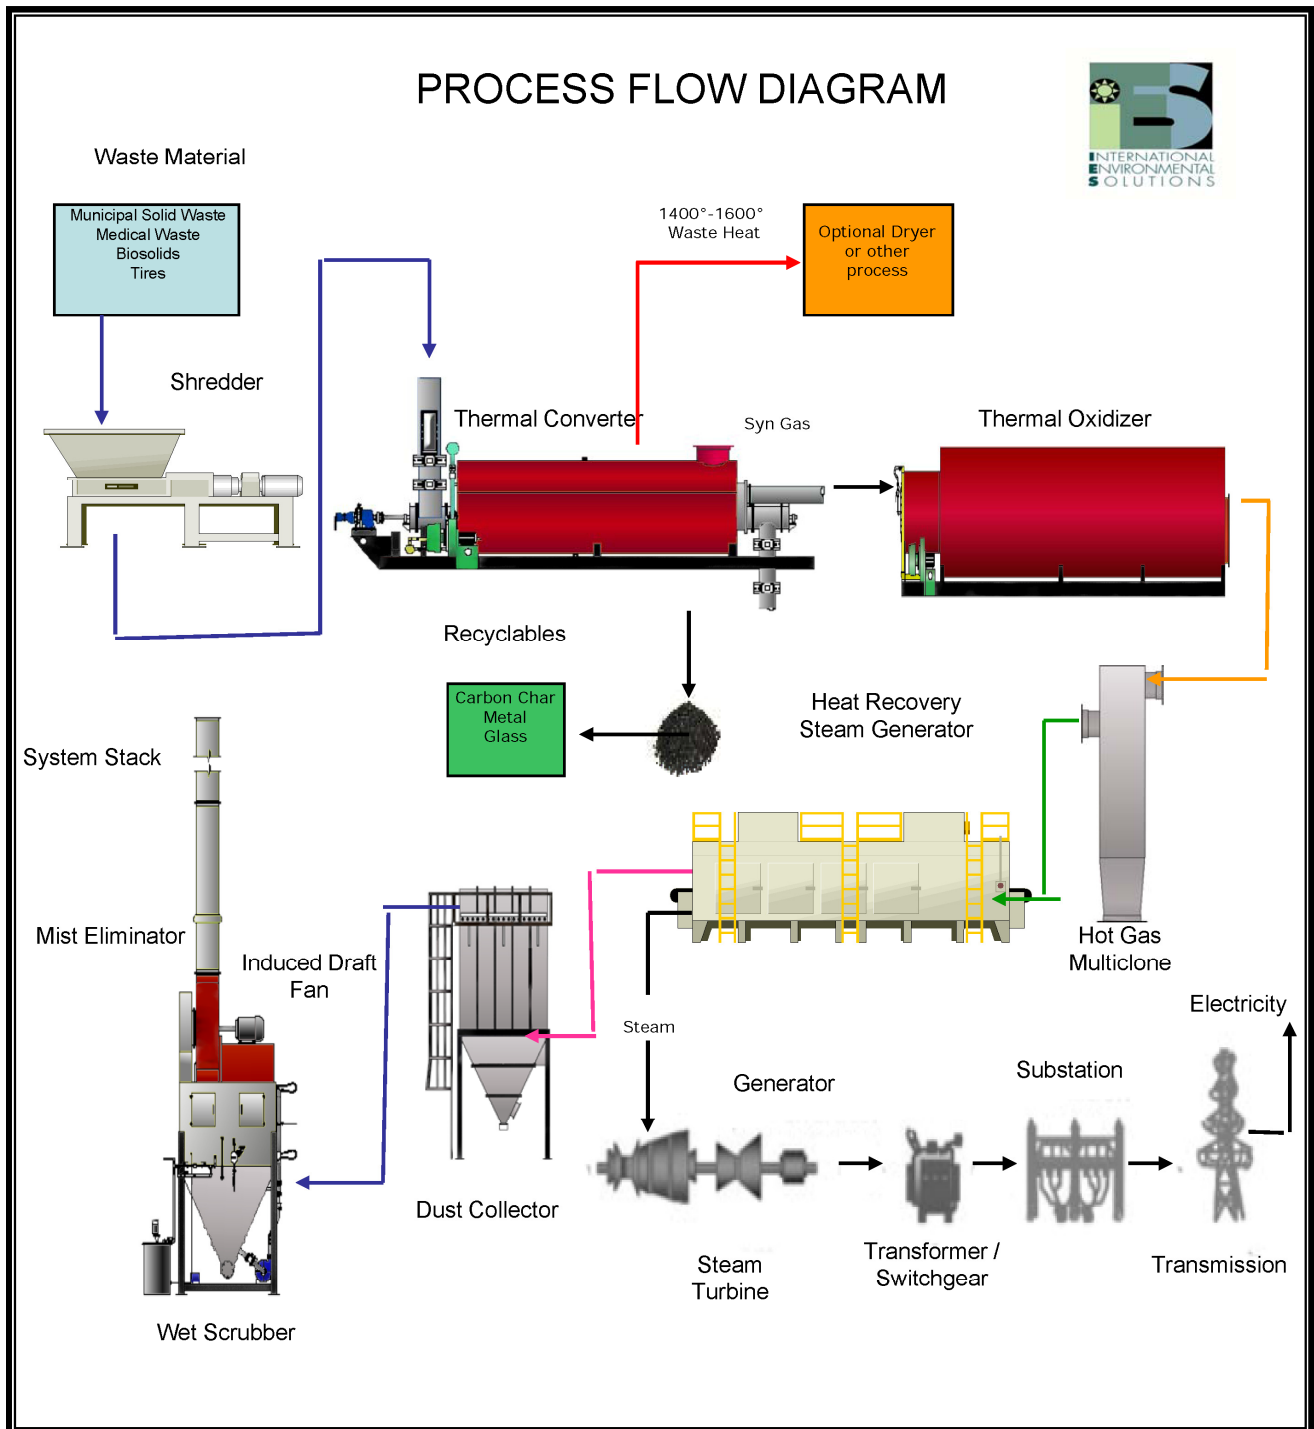 PROCESS FLOW DIAGRAM
iES
INTERNATIONAL
ENVIRONMENTAL
SOLUTIONS
Waste Material
Municipal Solid Waste
Medical Waste
Biosolids
Tires
1400°-1600°
Waste Heat
Optional Dryer
or other
process
Shredder
Thermal Converter
Syn Gas
Thermal Oxidizer
Recyclables
Carbon Char
Metal
Glass
Heat Recovery
Steam Generator
System Stack
Mist Eliminator
Induced Draft
Fan
Hot Gas
Multiclone
Electricity
Steam
Generator
Substation
Dust Collector
Steam
Turbine
Transformer /
Switchgear
Transmission
Wet Scrubber